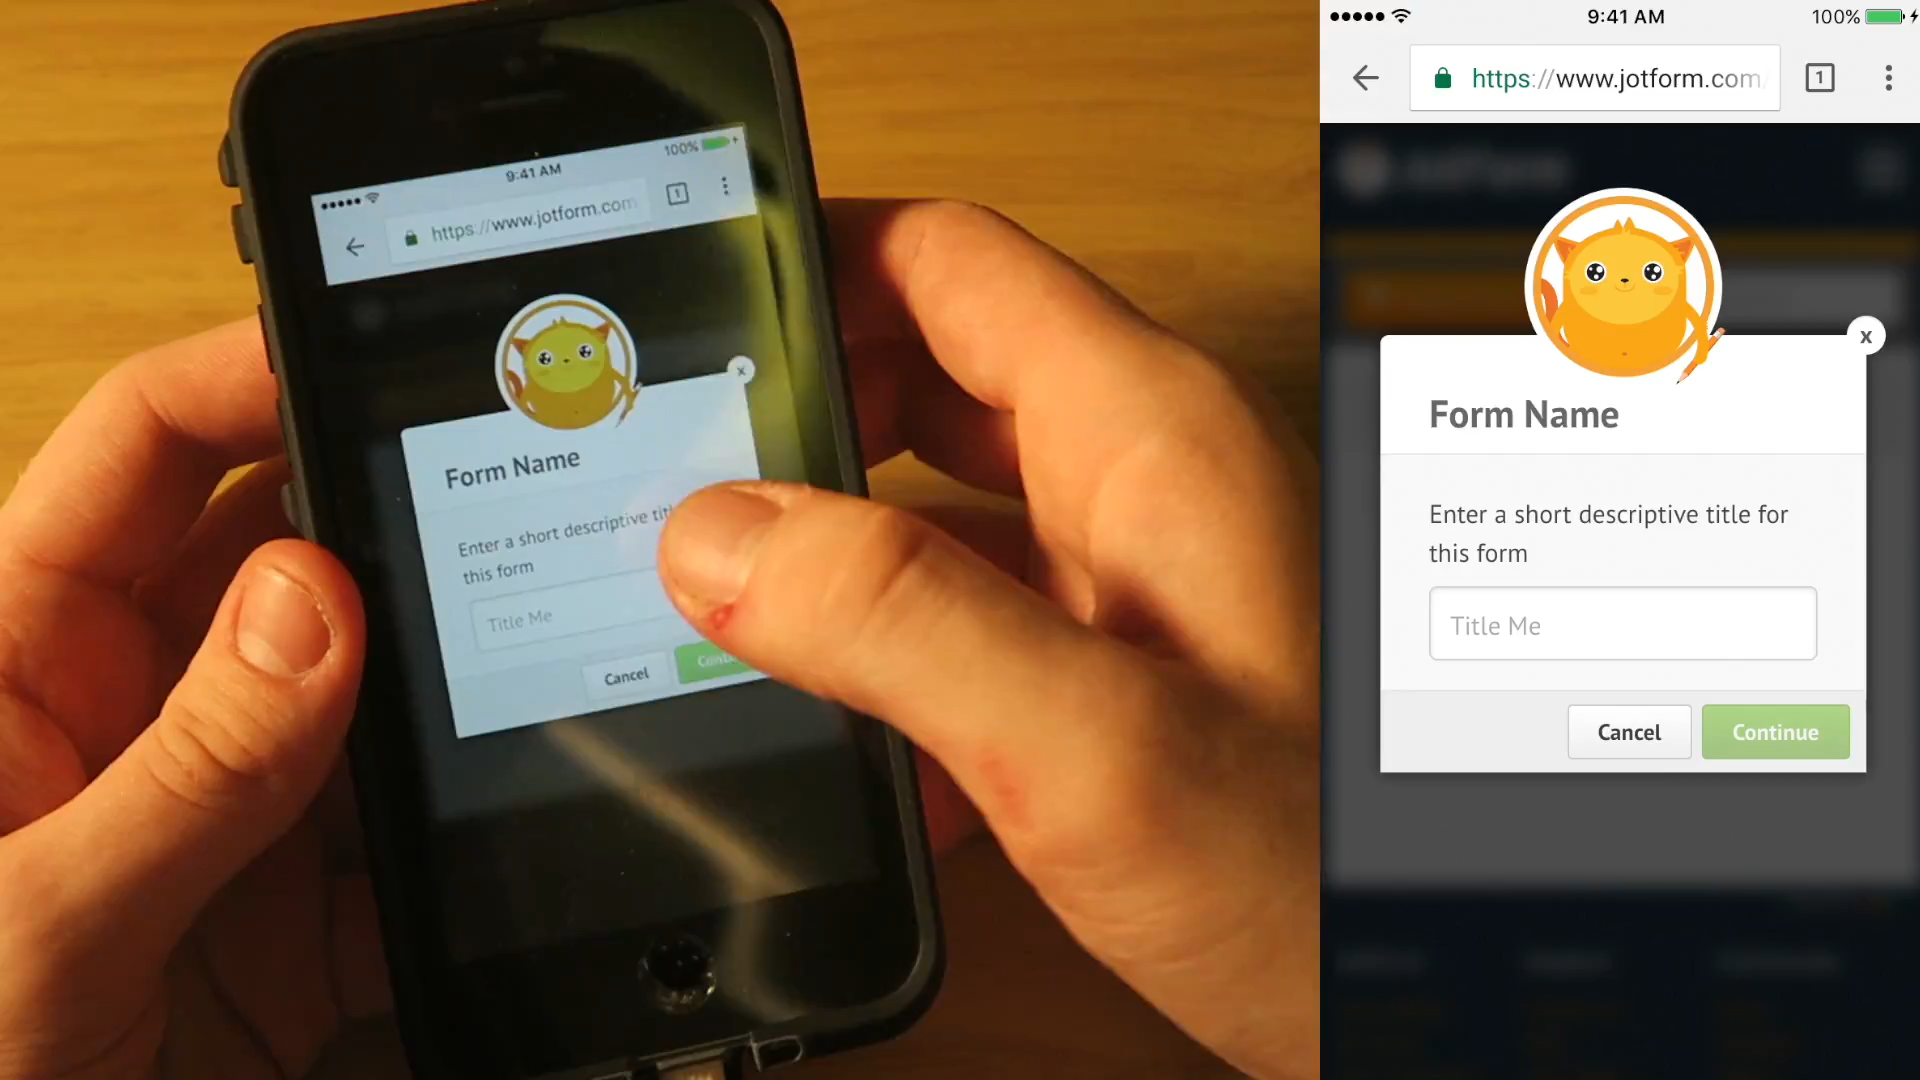 9:41 AM
100%
https://www.jotform.com
1
x
Form Name
Enter a short descriptive
this form
Title Me
Cancel
9:41 AM
100%
https://www.jotform.com/
1
x
Form Name
Enter a short descriptive title for
this form
Title Me
Cancel
Continue